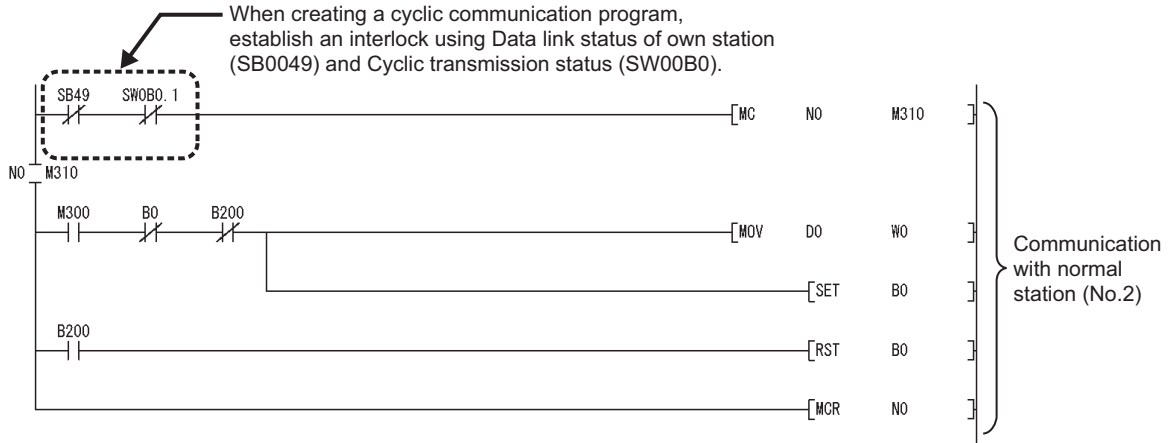 When creating a cyclic communication program,
establish an interlock using Data link status of own station
(SB0049) and Cyclic transmission status (SW00B0).
SB49 SW0B0.1
MC N0 M310
N0 M310
M300 B0 B200
MOV D0 W0
SET B0
B200
RST B0
MCR N0
Communication
with normal
station (No.2)